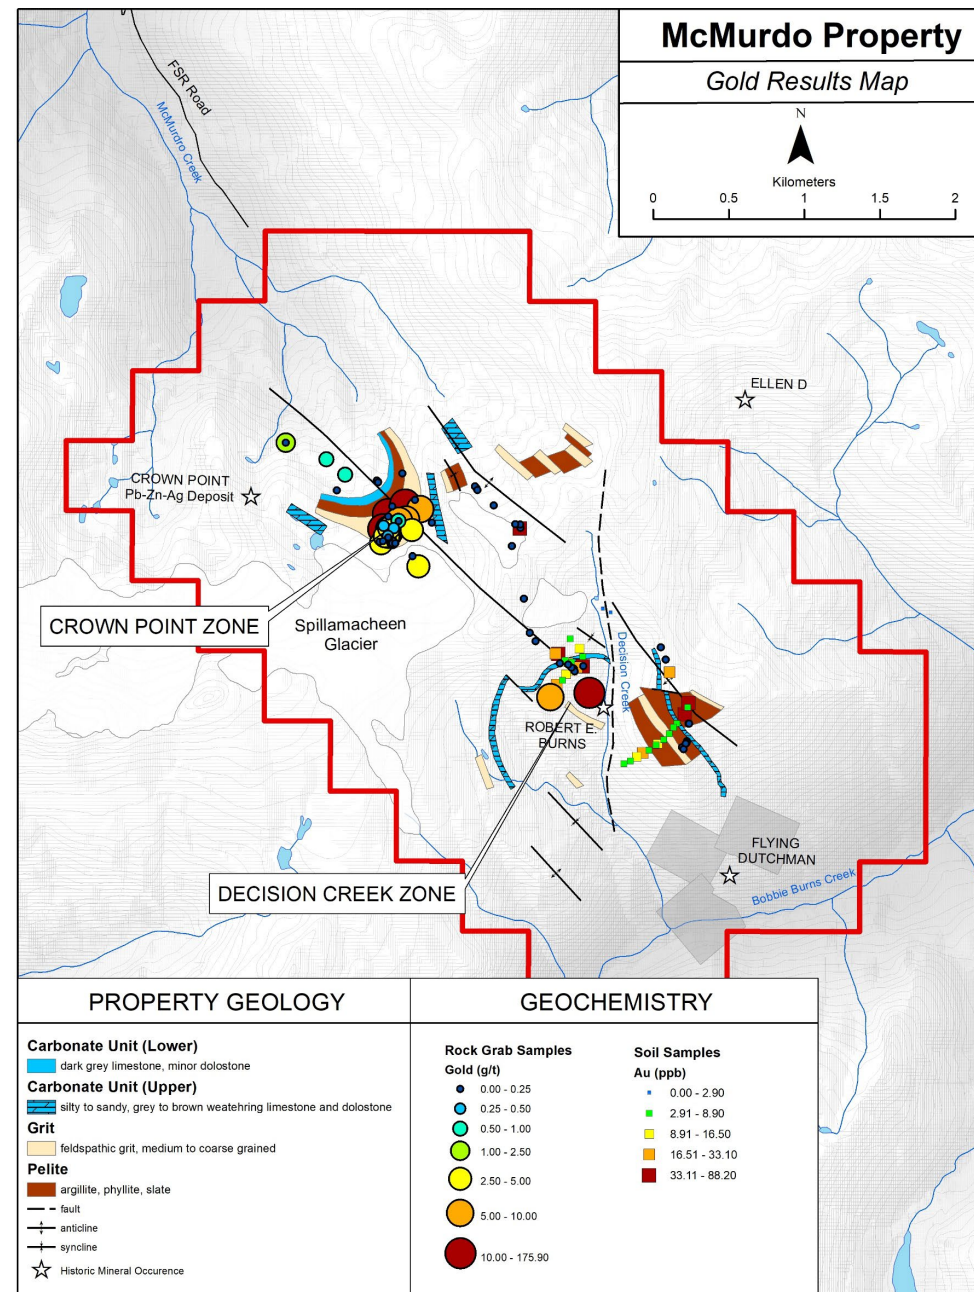 McMurdo Property
Gold Results Map
N
Kilometers
0 0.5 1 1.5 2
FSR Road
McMurdro Creek
ELLEN D
CROWN POINT
Pb-Zn-Ag Deposit
CROWN POINT ZONE
Spillamacheen
Glacier
Decision Creek
ROBERT E.
BURNS
DECISION CREEK ZONE
FLYING
DUTCHMAN
Bobbie Burns Creek
PROPERTY GEOLOGY
Carbonate Unit (Lower)
dark grey limestone, minor dolostone
Carbonate Unit (Upper)
silty to sandy, grey to brown weatehring limestone and dolostone
Grit
feldspathic grit, medium to coarse grained
Pelite
argillite, phyllite, slate
fault
anticline
syncline
Historic Mineral Occurence
GEOCHEMISTRY
Rock Grab Samples
Gold (g/t)
0.00 - 0.25
0.25 - 0.50
0.50 - 1.00
1.00 - 2.50
2.50 - 5.00
5.00 - 10.00
10.00 - 175.90
Soil Samples
Au (ppb)
0.00 - 2.90
2.91 - 8.90
8.91 - 16.50
16.51 - 33.10
33.11 - 88.20